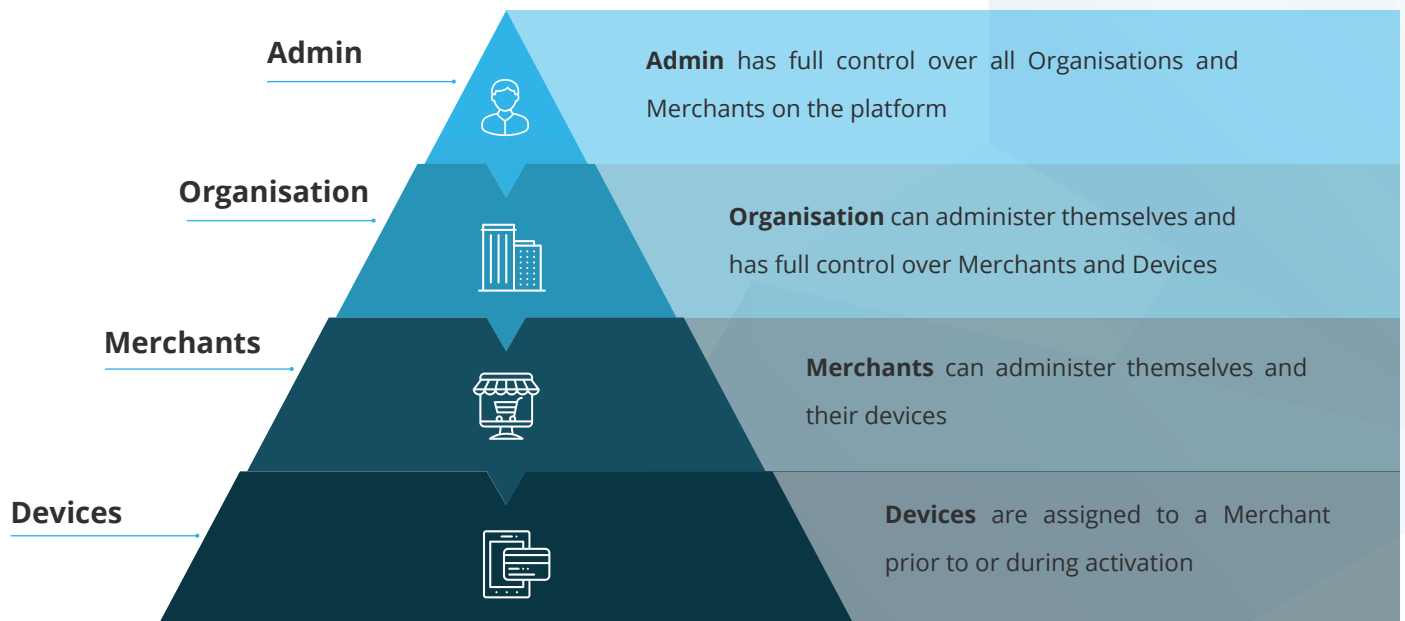 Admin
Admin has full control over all Organisations and
Merchants on the platform
Organisation
Organisation can administer themselves and
has full control over Merchants and Devices
Merchants
Merchants can administer themselves and
their devices
Devices
Devices are assigned to a Merchant
prior to or during activation